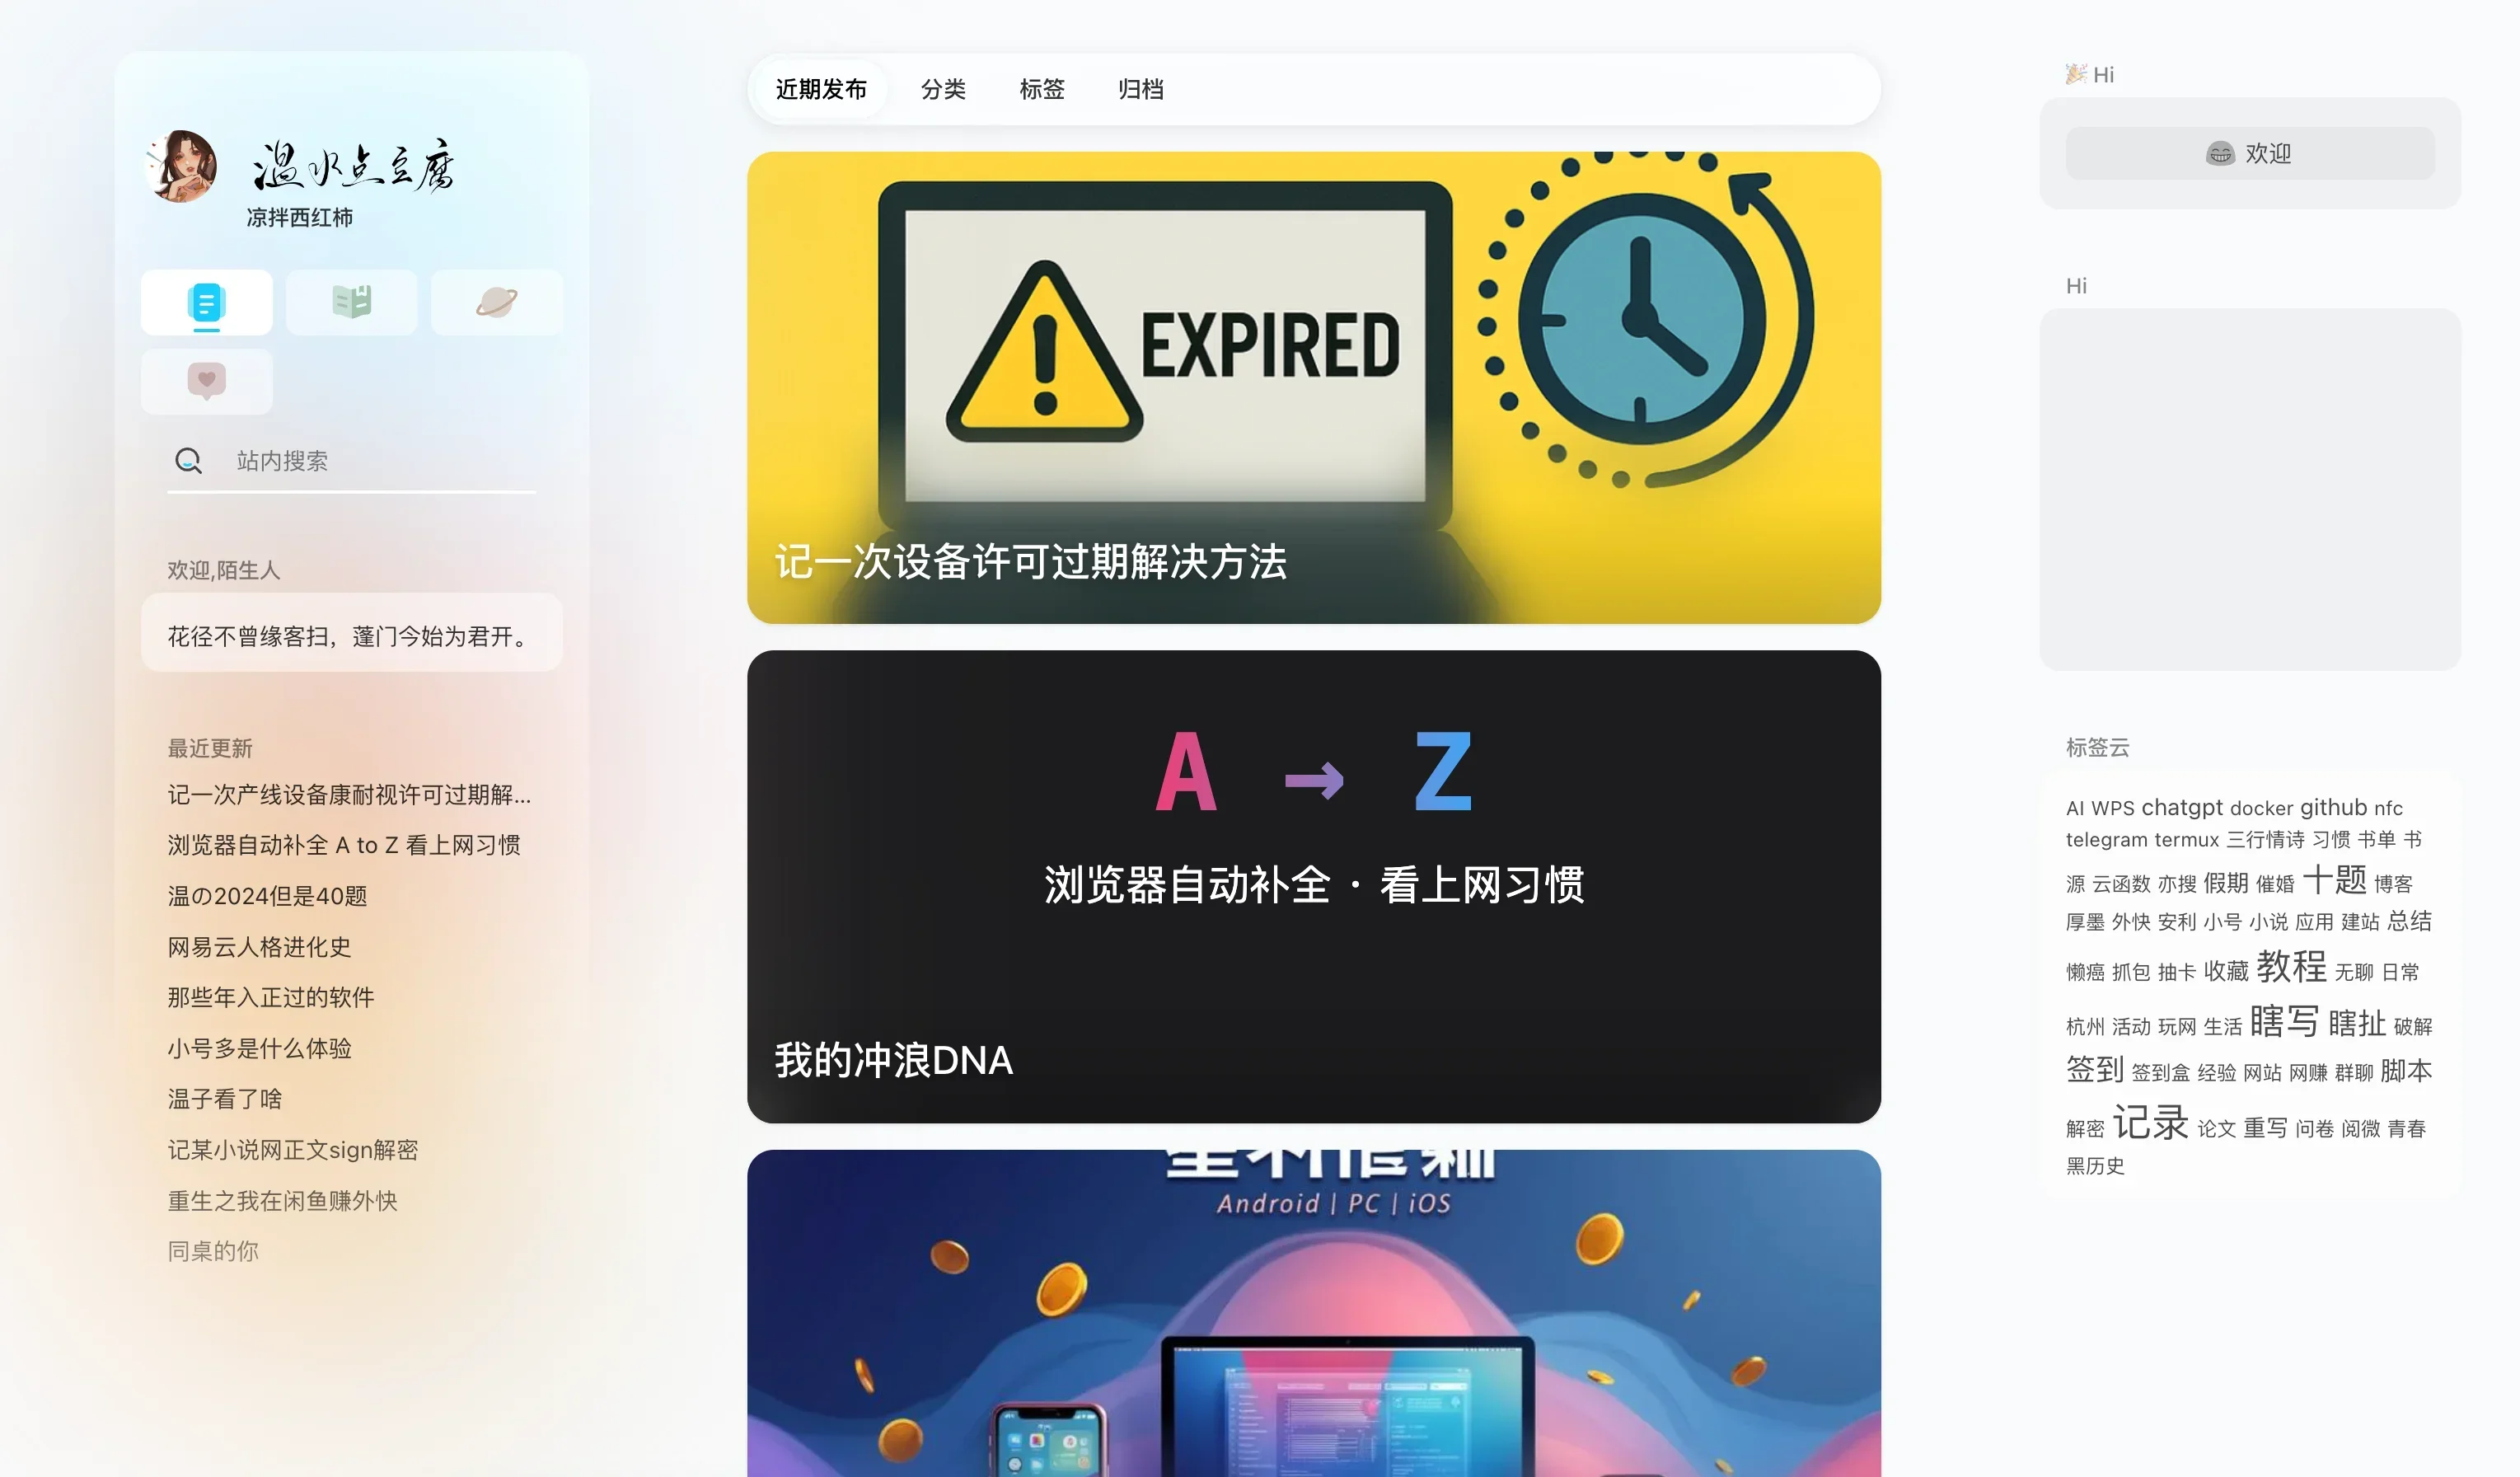 温水点豆腐
凉拌西红柿
站内搜索
欢迎,陌生人
花径不曾缘客扫，蓬门今始为君开。
最近更新
记一次产线设备康耐视许可过期解...
浏览器自动补全 A to Z 看上网习惯
温の2024但是40题
网易云人格进化史
那些年入正过的软件
小号多是什么体验
温子看了啥
记某小说网正文sign解密
重生之我在闲鱼赚外快
同桌的你
近期发布 分类 标签 归档
EXPIRED
记一次设备许可过期解决方法
A → Z
浏览器自动补全 · 看上网习惯
我的冲浪DNA
Android | PC | iOS
🎉 Hi
😁 欢迎
Hi
标签云
AI WPS chatgpt docker github nfc
telegram termux 三行情诗 习惯 书单 书
源 云函数 亦搜 假期 催婚 十题 博客
厚墨 外快 安利 小号 小说 应用 建站 总结
懒癌 抓包 抽卡 收藏 教程 无聊 日常
杭州 活动 玩网 生活 瞎写 瞎扯 破解
签到 签到盒 经验 网站 网赚 群聊 脚本
解密 记录 论文 重写 问卷 阅微 青春
黑历史